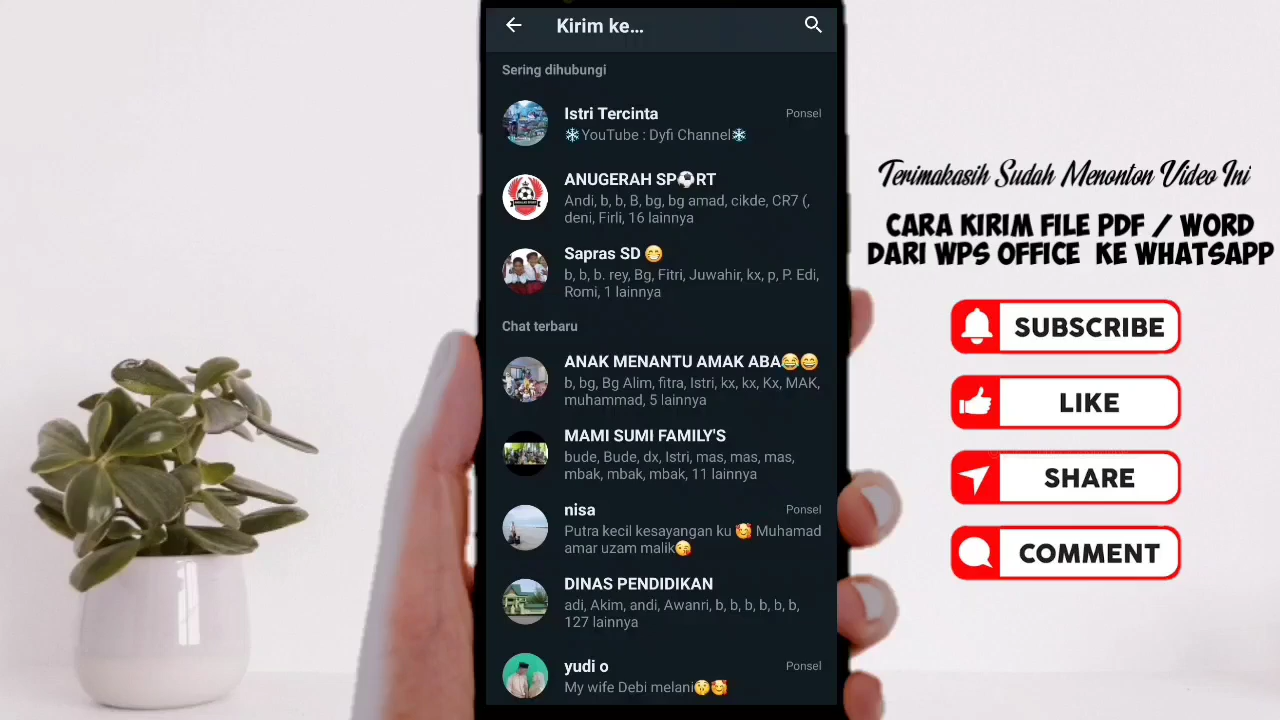 Kirim ke...
Sering dihubungi
Istri Tercinta
Ponsel
❄YouTube : Dyfi Channel❄
ANUGERAH SP⚽RT
Andi, b, b, B, bg, bg amad, cikde, CR7 (,
deni, Firli, 16 lainnya
Sapras SD 😁
b, b, b. rey, Bg, Fitri, Juwahir, kx, p, P. Edi,
Romi, 1 lainnya
Chat terbaru
ANAK MENANTU AMAK ABA😂😄
b, bg, Bg Alim, fitra, Istri, kx, kx, Kx, MAK,
muhammad, 5 lainnya
MAMI SUMI FAMILY'S
bude, Bude, dx, Istri, mas, mas, mas,
mbak, mbak, mbak, 11 lainnya
nisa
Ponsel
Putra kecil kesayangan ku 🥰 Muhamad
amar uzam malik😘
DINAS PENDIDIKAN
adi, Akim, andi, Awanri, b, b, b, b, b, b,
127 lainnya
yudi o
Ponsel
My wife Debi melani😚🥰
Terimakasih Sudah Menonton Video Ini
CARA KIRIM FILE PDF / WORD
DARI WPS OFFICE KE WHATSAPP
SUBSCRIBE
LIKE
SHARE
COMMENT